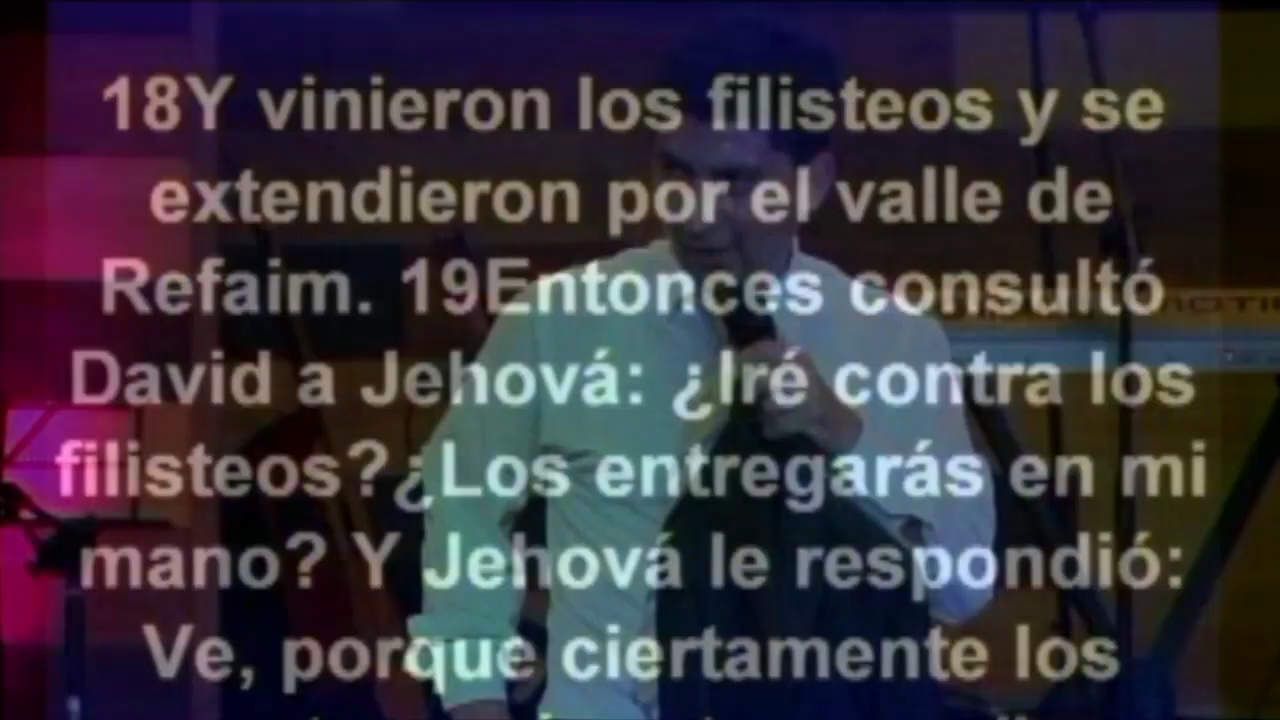 18Y vinieron los filisteos y se
extendieron por el valle de
Refaim. 19Entonces consultó
David a Jehová: ¿Iré contra los
filisteos?¿Los entregarás en mi
mano? Y Jehová le respondió:
Ve, porque ciertamente los